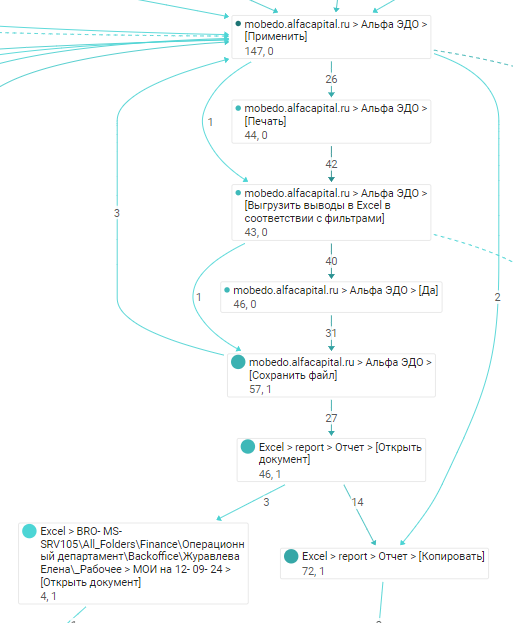 mobedo.alfacapital.ru > Альфа ЭДО >
[Применить]
147, 0
26
mobedo.alfacapital.ru > Альфа ЭДО >
[Печать]
44, 0
1
42
mobedo.alfacapital.ru > Альфа ЭДО >
[Выгрузить выводы в Excel в
соответствии с фильтрами]
43, 0
3
40
mobedo.alfacapital.ru > Альфа ЭДО > [Да]
46, 0
1
2
31
mobedo.alfacapital.ru > Альфа ЭДО >
[Сохранить файл]
57, 1
27
Excel > report > Отчет > [Открыть
документ]
46, 1
3
14
Excel > BRO- MS-
SRV105\All_Folders\Finance\Операционн
ый департамент\Backoffice\Журавлева
Елена\_Рабочее > МОИ на 12- 09- 24 >
[Открыть документ]
4, 1
Excel > report > Отчет > [Копировать]
72, 1